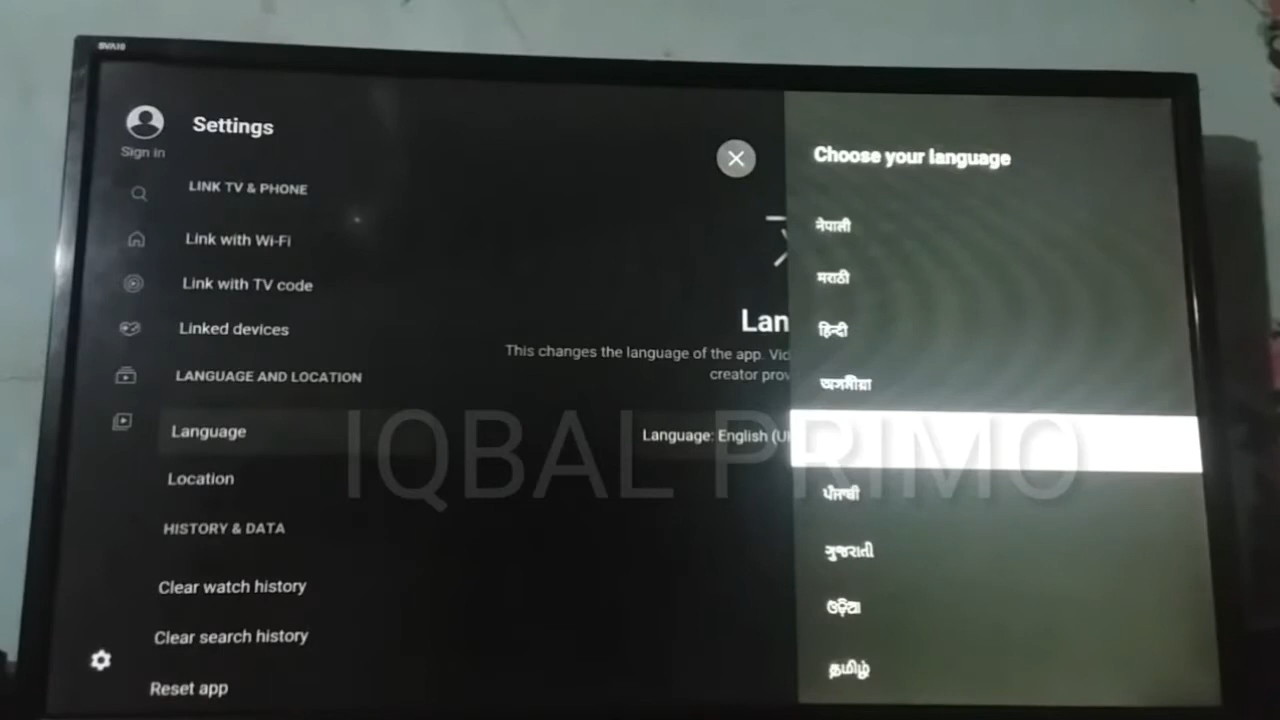 Settings
Sign in
LINK TV & PHONE
Link with Wi-Fi
Link with TV code
Linked devices
LANGUAGE AND LOCATION
Language
Location
HISTORY & DATA
Clear watch history
Clear search history
Reset app
Lan
This changes the language of the app. Vid
creator prov
Language: English (U
Choose your language
नेपाली
मराठी
हिन्दी
অসমীয়া
ਪੰਜਾਬੀ
ગુજરાતી
ଓଡ଼ିଆ
தமிழ்
IQBAL PRIMO